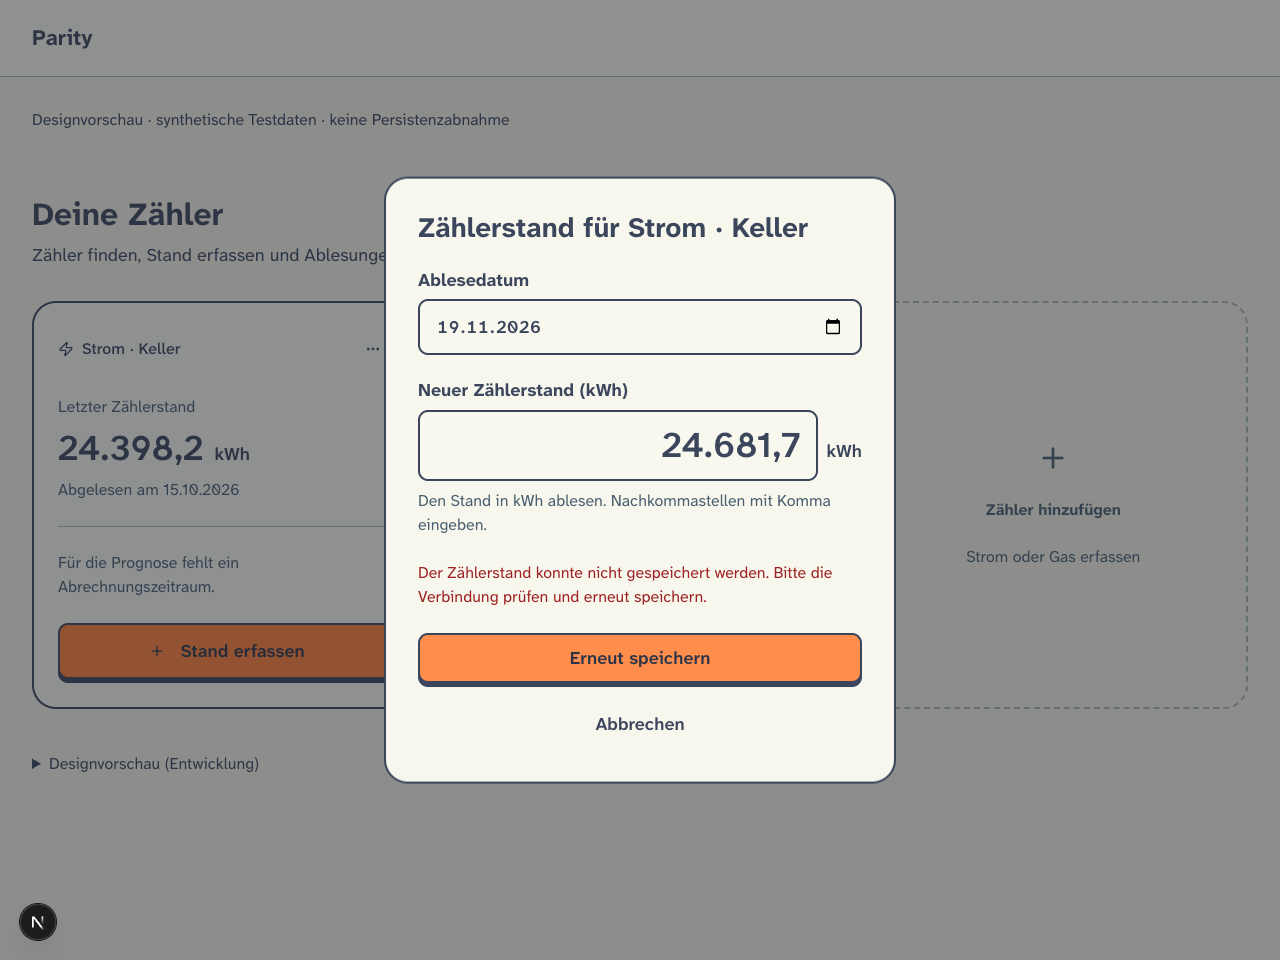 Parity
Designvorschau · synthetische Testdaten · keine Persistenzabnahme
Deine Zähler
Zähler finden, Stand erfassen und
Strom · Keller
Letzter Zählerstand
24.398,2 kWh
Abgelesen am 15.10.2026
Für die Prognose fehlt ein
Abrechnungszeitraum.
+ Stand erfassen
Zählerstand für Strom · Keller
Ablesedatum
19.11.2026
Neuer Zählerstand (kWh)
24.681,7 kWh
Den Stand in kWh ablesen. Nachkommastellen mit Komma
eingeben.
Der Zählerstand konnte nicht gespeichert werden. Bitte die
Verbindung prüfen und erneut speichern.
Erneut speichern
Abbrechen
+
Zähler hinzufügen
Strom oder Gas erfassen
Designvorschau (Entwicklung)
N